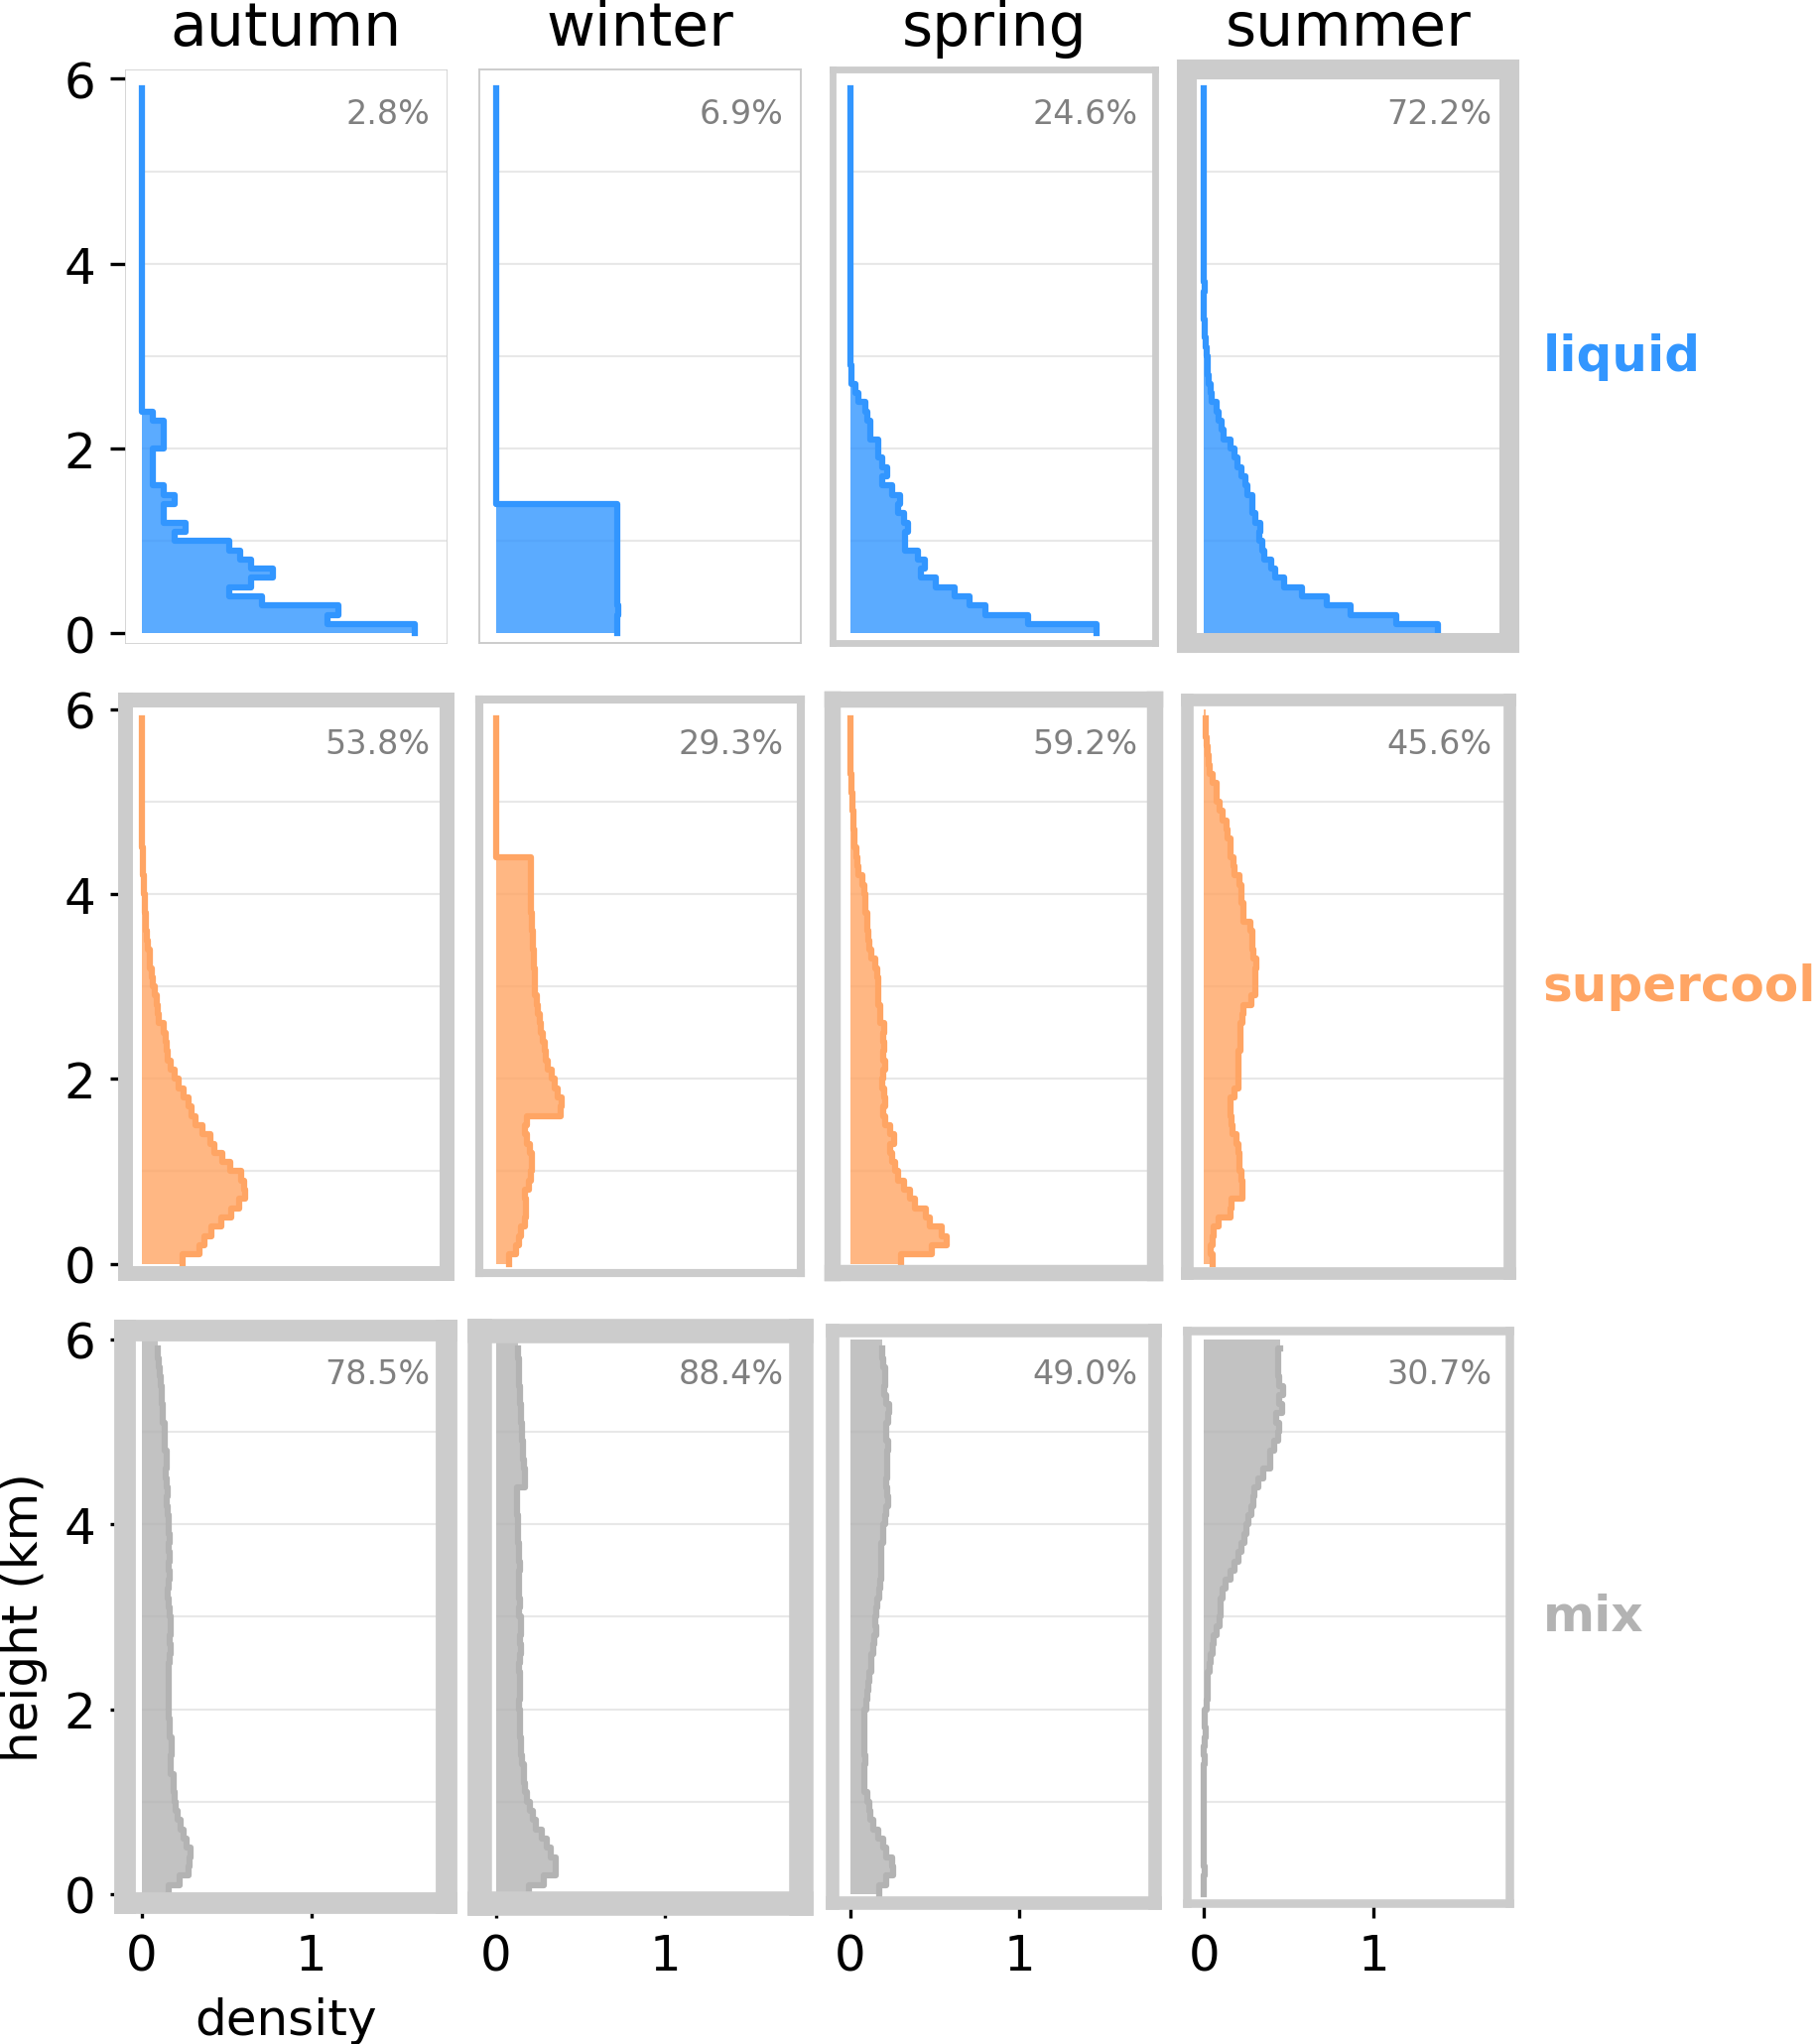 autumn winter spring summer
6 2.8% 6.9% 24.6% 72.2%
4
liquid
2
0
6 53.8% 29.3% 59.2% 45.6%
4
supercool
2
0
6 78.5% 88.4% 49.0% 30.7%
4
mix
2
0
height (km)
0 1 0 1 0 1 0 1
density